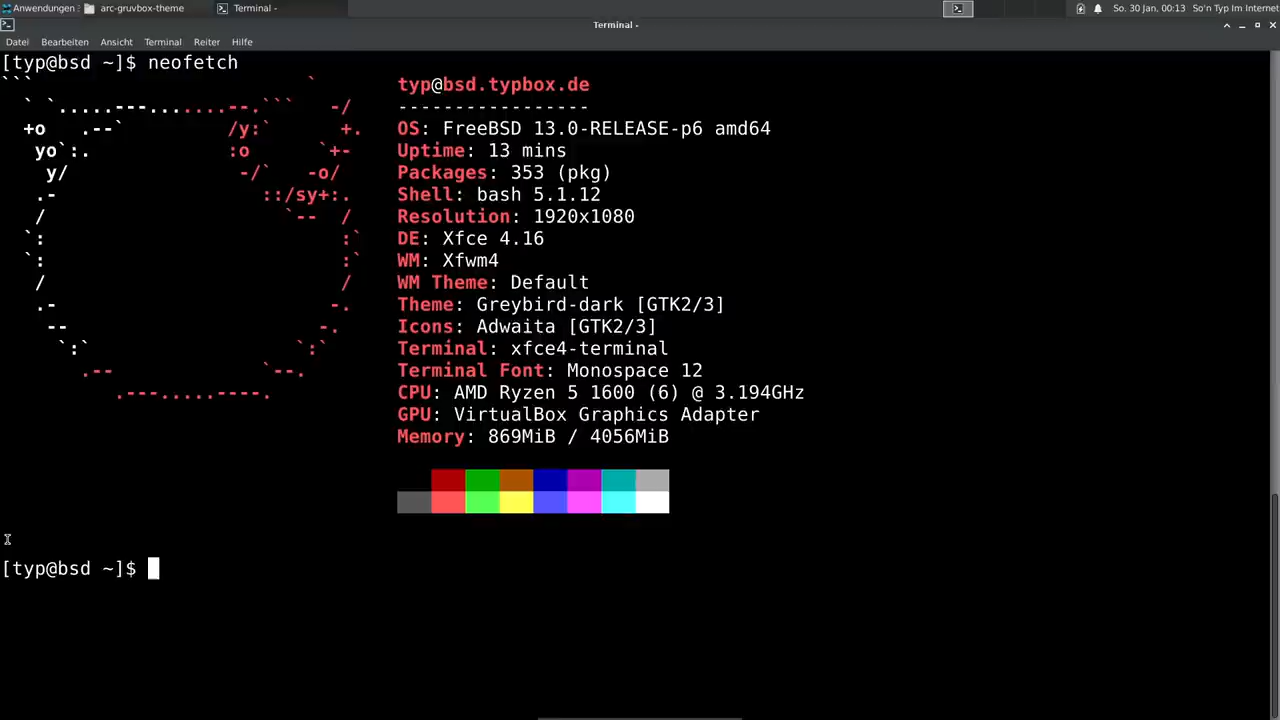 Anwendungen : arc-gruvbox-theme Terminal - So. 30 Jan, 00:13 So'n Typ Im Internet
Terminal -
Datei Bearbeiten Ansicht Terminal Reiter Hilfe
[typ@bsd ~]$ neofetch
``` `
typ@bsd.typbox.de
` `.....---.......--.``` -/
-----------------
+o .--` /y:` +.
OS: FreeBSD 13.0-RELEASE-p6 amd64
yo`:. :o `+-
Uptime: 13 mins
y/ -/` -o/
Packages: 353 (pkg)
.- ::/sy+:.
Shell: bash 5.1.12
/ `-- /
Resolution: 1920x1080
`: :`
DE: Xfce 4.16
`: :`
WM: Xfwm4
/ /
WM Theme: Default
.- -.
Theme: Greybird-dark [GTK2/3]
-- -.
Icons: Adwaita [GTK2/3]
`:` `:`
Terminal: xfce4-terminal
.-- `--.
Terminal Font: Monospace 12
.---.....----.
CPU: AMD Ryzen 5 1600 (6) @ 3.194GHz
GPU: VirtualBox Graphics Adapter
Memory: 869MiB / 4056MiB
[typ@bsd ~]$